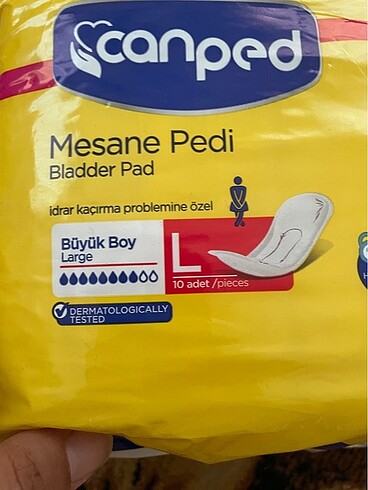 canped
Mesane Pedi
Bladder Pad
idrar kaçırma problemine özel
Büyük Boy
Large
L
10 adet /pieces
DERMATOLOGICALLY
TESTED